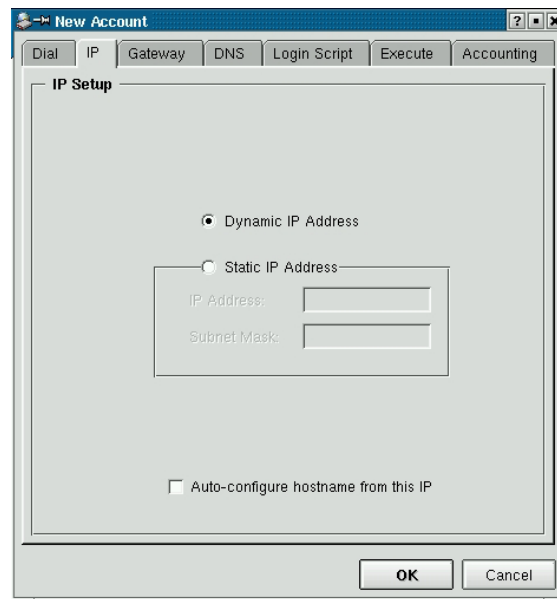 New Account
Dial IP Gateway DNS Login Script Execute Accounting
IP Setup
Dynamic IP Address
Static IP Address
IP Address:
Subnet Mask:
Auto-configure hostname from this IP
OK Cancel